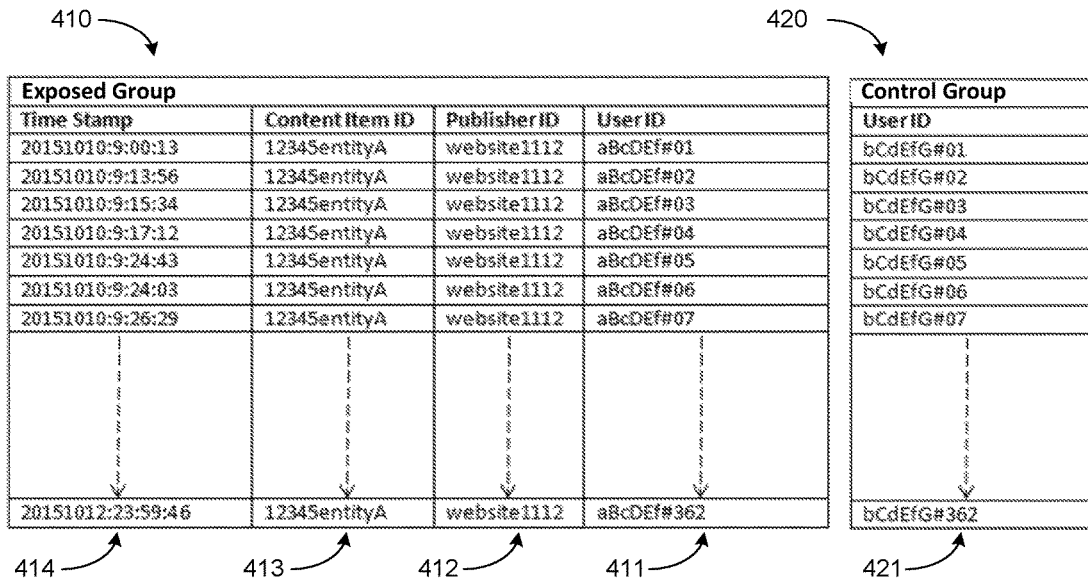 410 420
Exposed Group Control Group
Time Stamp Content Item ID Publisher ID User ID User ID
20151010:9:00:13 12345entityA website1112 aBcDEf#01 bCdEfG#01
20151010:9:13:56 12345entityA website1112 aBcDEf#02 bCdEfG#02
20151010:9:15:34 12345entityA website1112 aBcDEf#03 bCdEfG#03
20151010:9:17:12 12345entityA website1112 aBcDEf#04 bCdEfG#04
20151010:9:24:43 12345entityA website1112 aBcDEf#05 bCdEfG#05
20151010:9:24:03 12345entityA website1112 aBcDEf#06 bCdEfG#06
20151010:9:26:29 12345entityA website1112 aBcDEf#07 bCdEfG#07
20151012:23:59:46 12345entityA website1112 aBcDEf#362 bCdEfG#362
414 413 412 411 421